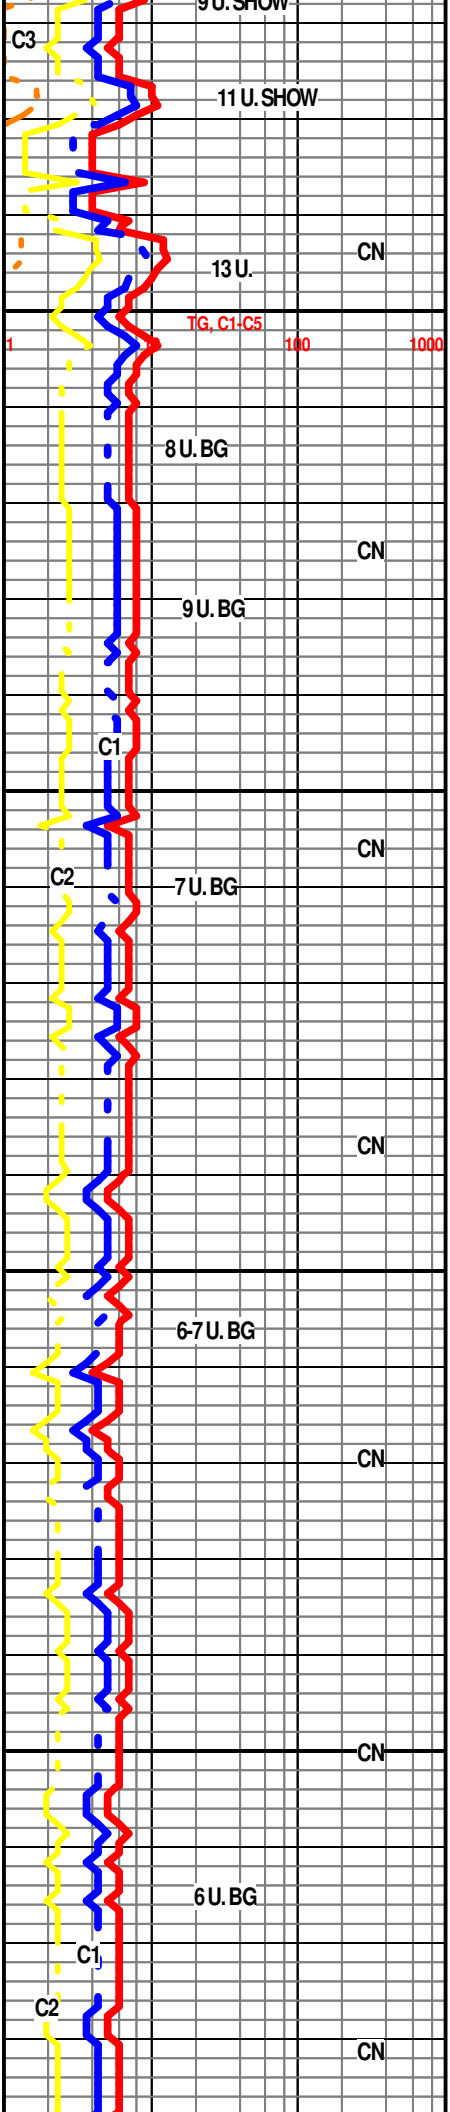 9 U. SHOW
C3
11 U. SHOW
CN
13 U.
TG, C1-C5
1 100 1000
8 U. BG
CN
9 U. BG
C1
CN
C2
7 U. BG
CN
6-7 U. BG
CN
CN
6 U. BG
C1
C2
CN